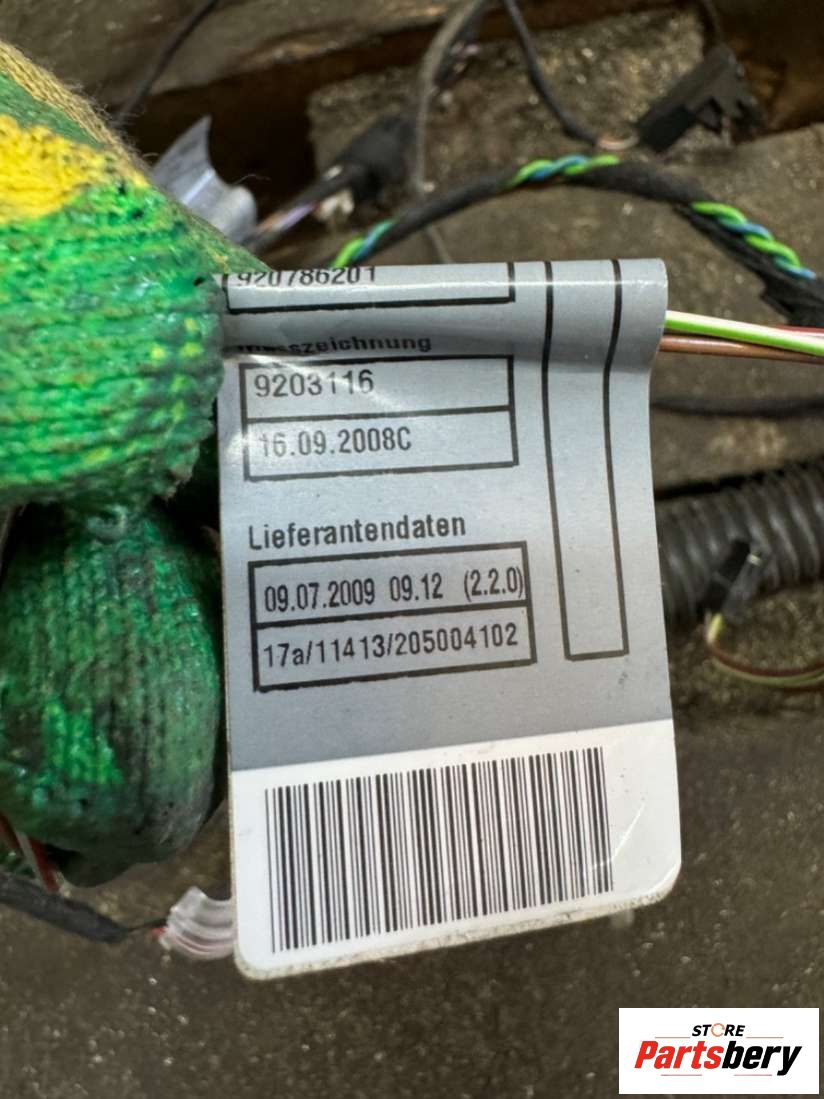 920786201
9203116
16.09.2008C
Lieferantendaten
09.07.2009 09.12 (2.2.0)
17a/11413/205004102
STORE
Partsbery